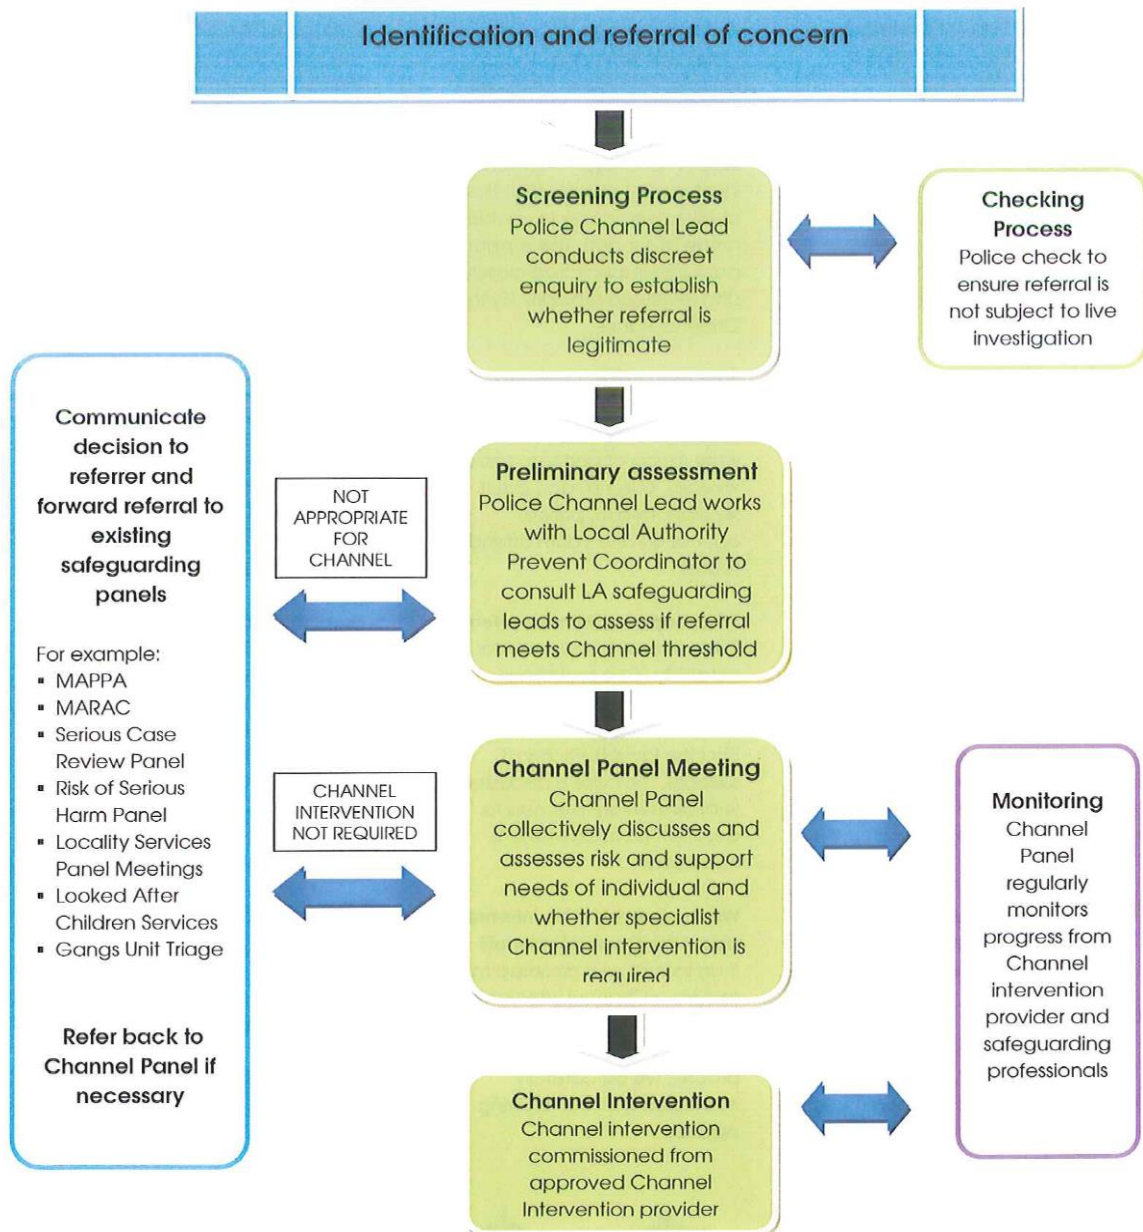 Identification and referral of concern
Screening Process
Police Channel Lead
conducts discreet
enquiry to establish
whether referral is
legitimate
Checking
Process
Police check to
ensure referral is
not subject to live
investigation
Communicate
decision to
referrer and
forward referral to
existing
safeguarding
panels
For example:
▪ MAPPA
▪ MARAC
▪ Serious Case
Review Panel
▪ Risk of Serious
Harm Panel
▪ Locality Services
Panel Meetings
▪ Looked After
Children Services
▪ Gangs Unit Triage
Refer back to
Channel Panel if
necessary
NOT
APPROPRIATE
FOR
CHANNEL
Preliminary assessment
Police Channel Lead works
with Local Authority
Prevent Coordinator to
consult LA safeguarding
leads to assess if referral
meets Channel threshold
CHANNEL
INTERVENTION
NOT REQUIRED
Channel Panel Meeting
Channel Panel
collectively discusses and
assesses risk and support
needs of individual and
whether specialist
Channel intervention is
required
Monitoring
Channel
Panel
regularly
monitors
progress from
Channel
intervention
provider and
safeguarding
professionals
Channel Intervention
Channel intervention
commissioned from
approved Channel
Intervention provider